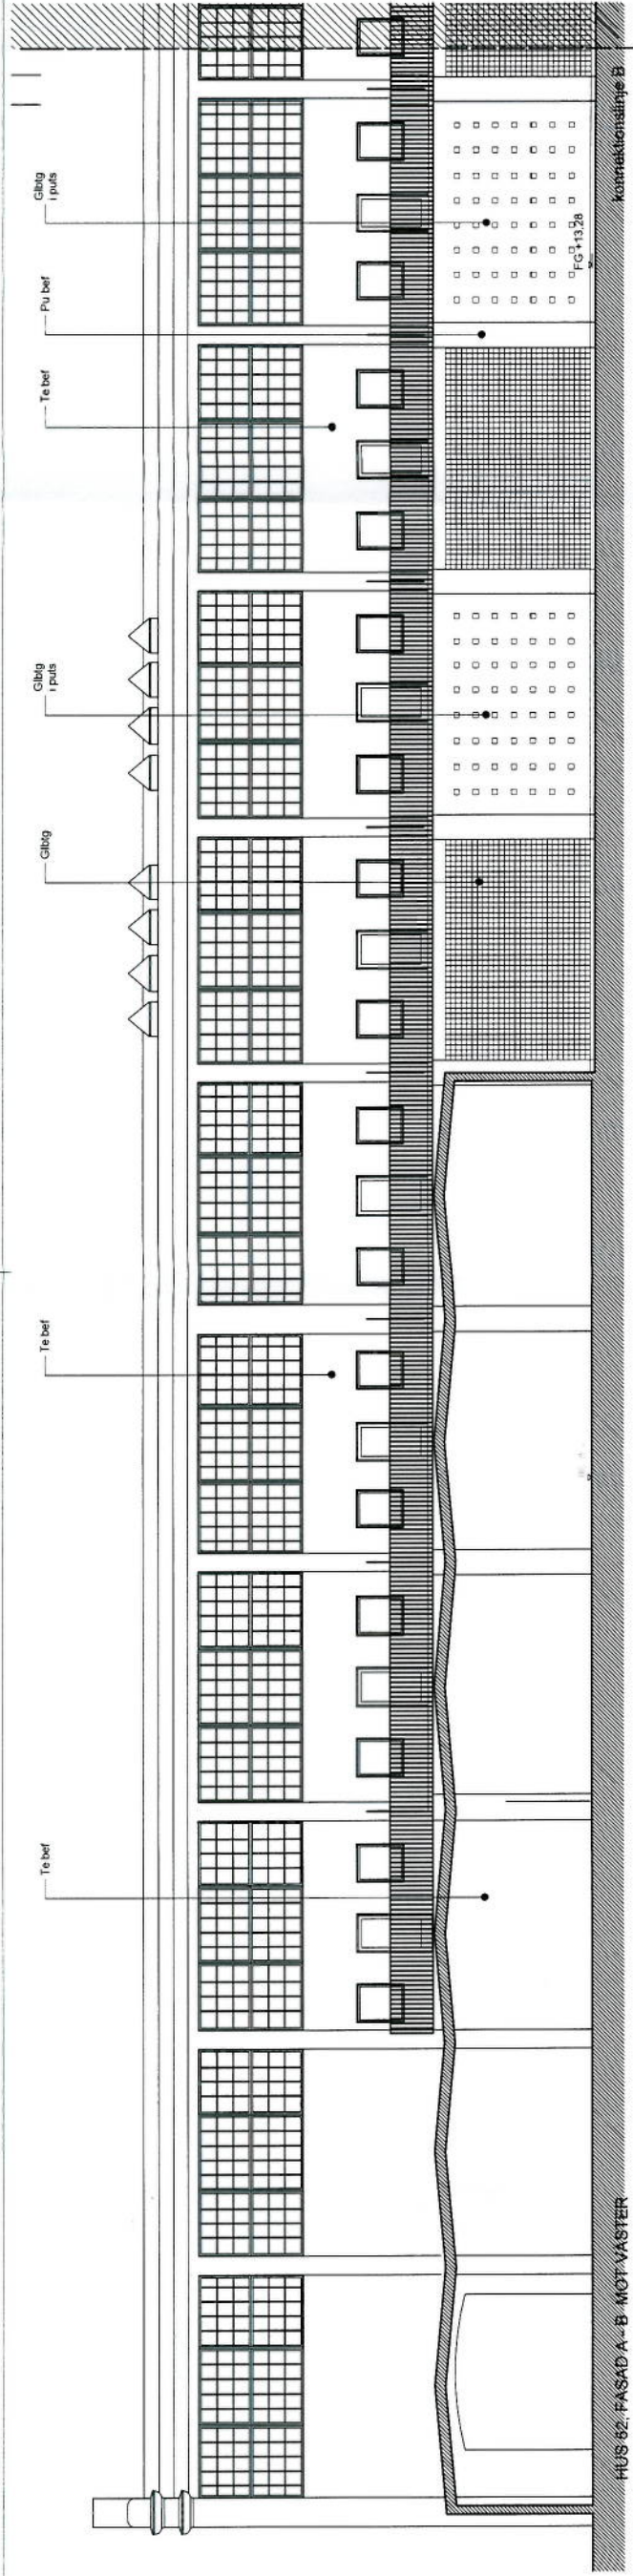 Te bef
Te bef
Glbtg
Glbtg
i puts
Te bef
Pu bef
Glbtg
i puts
FG +13,28
HUS 62, FASAD A - B MOT VÄSTER
konnektionslinje B